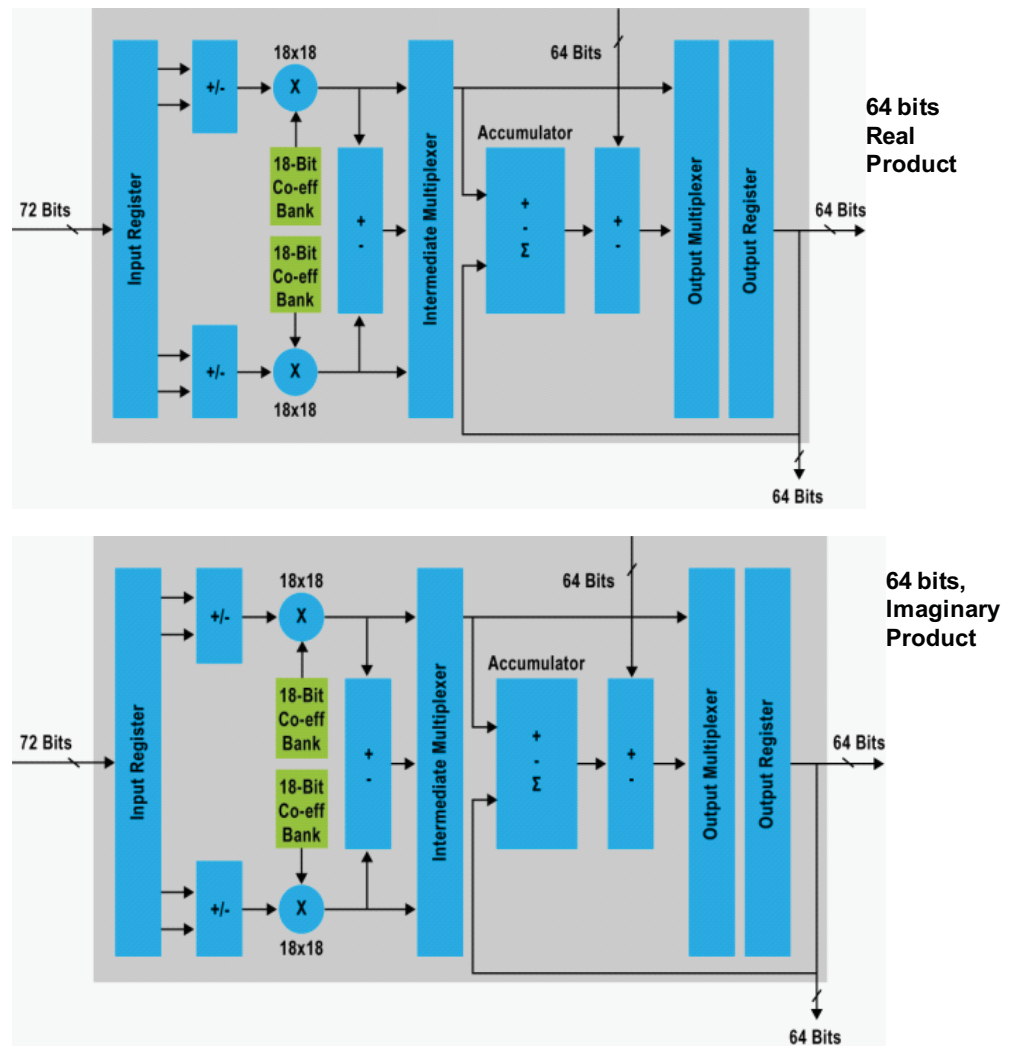 18x18
64 Bits
+/-
X
64 bits
Real
Product
Accumulator
18-Bit
Co-eff
Bank
72 Bits
Input Register
+
-
Intermediate Multiplexer
+
-
Σ
+
-
Output Multiplexer
Output Register
64 Bits
18-Bit
Co-eff
Bank
+/-
X
18x18
64 Bits
18x18
64 Bits
+/-
X
64 bits,
Imaginary
Product
Accumulator
18-Bit
Co-eff
Bank
72 Bits
Input Register
+
-
Intermediate Multiplexer
+
-
Σ
+
-
Output Multiplexer
Output Register
64 Bits
18-Bit
Co-eff
Bank
+/-
X
18x18
64 Bits